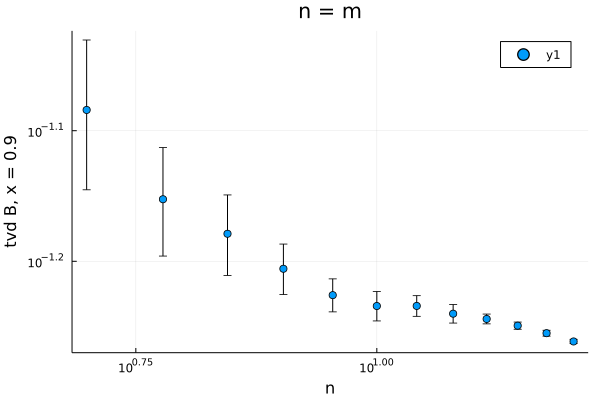 n = m
y1
tvd B, x = 0.9
10^−1.1
10^−1.2
10^0.75 10^1.00
n